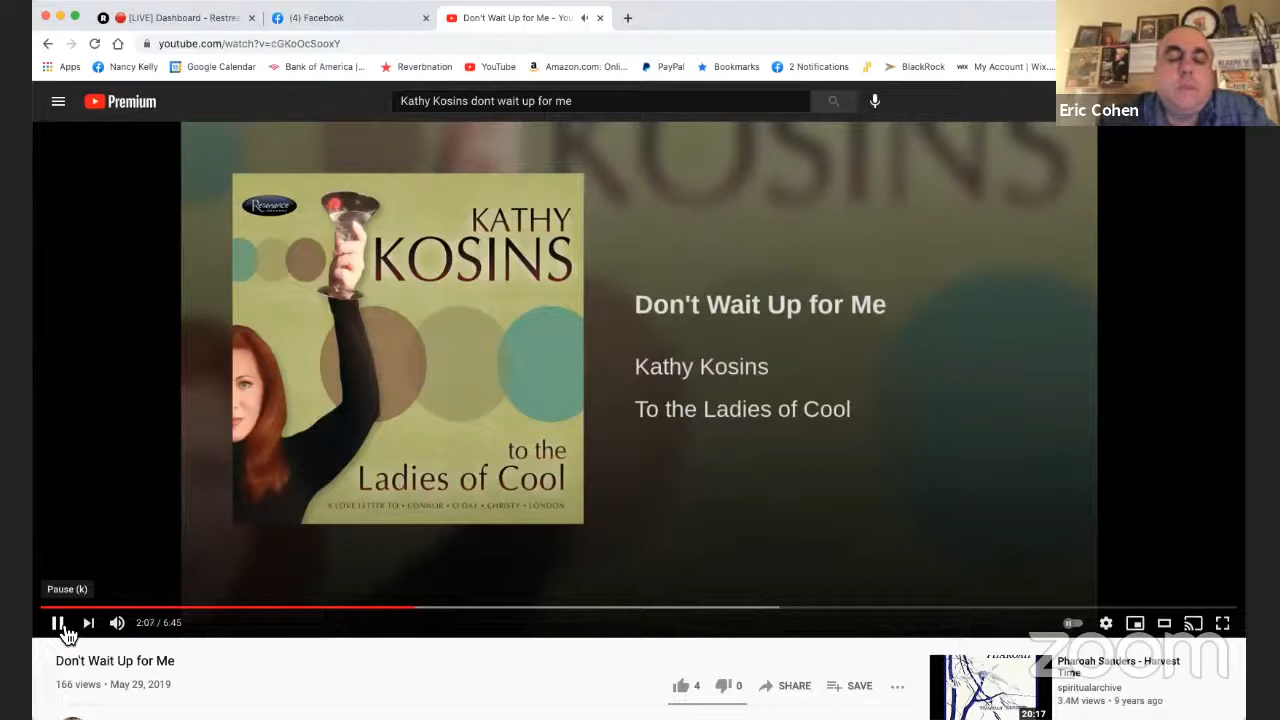 [LIVE] Dashboard - Restrea
(4) Facebook
Don't Wait Up for Me - You
youtube.com/watch?v=cGKoOcSooxY
Apps
Nancy Kelly
Google Calendar
Bank of America |...
Reverbnation
YouTube
Amazon.com: Onli...
PayPal
Bookmarks
2 Notifications
BlackRock
WIX My Account | Wix....
Eric Cohen
Premium
Kathy Kosins dont wait up for me
KOSINS
Resonance
KATHY
KOSINS
to the
Ladies of Cool
A LOVE LETTER TO • CONNOR • O'DAY • CHRISTY • LONDON
Don't Wait Up for Me
Kathy Kosins
To the Ladies of Cool
Pause (k)
2:07 / 6:45
zoom
Don't Wait Up for Me
166 views • May 29, 2019
4
0
SHARE
SAVE
PHAROAH
20:17
Pharoah Sanders - Harvest
Time
spiritualarchive
3.4M views • 9 years ago